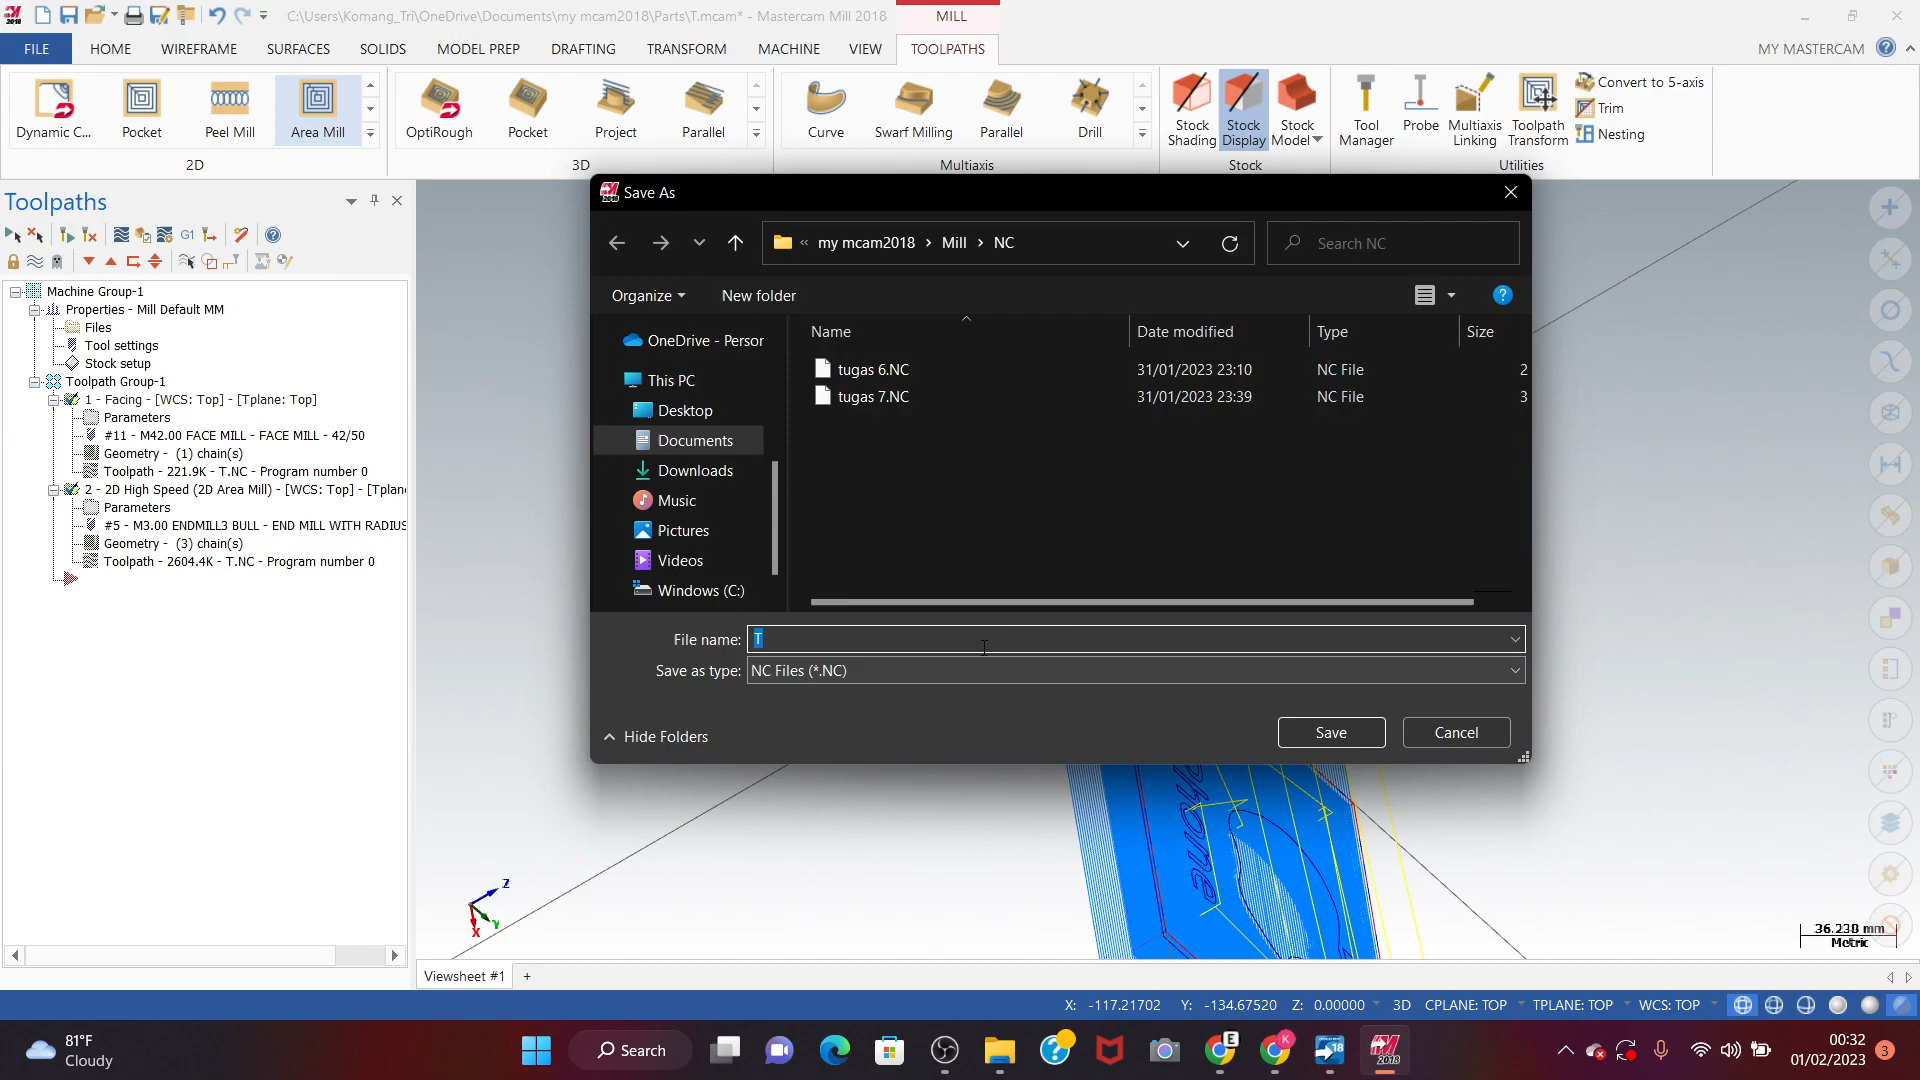 C:\Users\Komang_Tri\OneDrive\Documents\my mcam2018\Parts\T.mcam* - Mastercam Mill 2018
MILL
FILE HOME WIREFRAME SURFACES SOLIDS MODEL PREP DRAFTING TRANSFORM MACHINE VIEW TOOLPATHS MY MASTERCAM
Dynamic C... Pocket Peel Mill Area Mill
2D
OptiRough Pocket Project Parallel
3D
Curve Swarf Milling Parallel Drill
Multiaxis
Stock Shading Stock Display Stock Model
Stock
Tool Manager Probe Multiaxis Linking Toolpath Transform
Convert to 5-axis
Trim
Nesting
Utilities
Toolpaths
G1
Machine Group-1
Properties - Mill Default MM
Files
Tool settings
Stock setup
Toolpath Group-1
1 - Facing - [WCS: Top] - [Tplane: Top]
Parameters
#11 - M42.00 FACE MILL - FACE MILL - 42/50
Geometry - (1) chain(s)
Toolpath - 221.9K - T.NC - Program number 0
2 - 2D High Speed (2D Area Mill) - [WCS: Top] - [Tplane
Parameters
#5 - M3.00 ENDMILL3 BULL - END MILL WITH RADIUS
Geometry - (3) chain(s)
Toolpath - 2604.4K - T.NC - Program number 0
Save As
« my mcam2018 › Mill › NC
Search NC
Organize New folder
OneDrive - Person
This PC
Desktop
Documents
Downloads
Music
Pictures
Videos
Windows (C:)
Name Date modified Type Size
tugas 6.NC 31/01/2023 23:10 NC File 2
tugas 7.NC 31/01/2023 23:39 NC File 3
File name: T
Save as type: NC Files (*.NC)
Hide Folders
Save Cancel
Z
Y
X
36.238 mm
Metric
Viewsheet #1 +
X: -117.21702 Y: -134.67520 Z: 0.00000 3D CPLANE: TOP TPLANE: TOP WCS: TOP
81°F
Cloudy
Search
00:32
01/02/2023
3